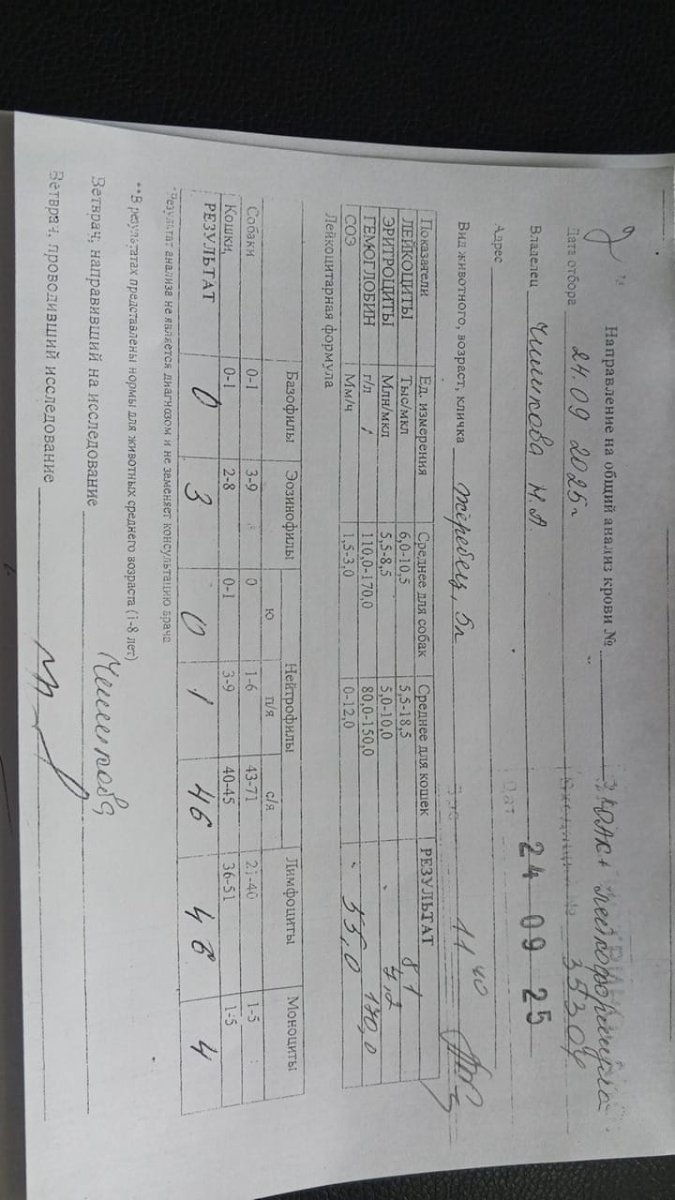 Направление на общий анализ крови № ОАК + лейкоформула
Дата отбора 24.09 2025г
Владелец Чишкова М.А. 24 09 25
Адрес
Вид животного, возраст, кличка жеребец, 5л 11 40
Показатели Ед. измерения Среднее для собак Среднее для кошек РЕЗУЛЬТАТ
ЛЕЙКОЦИТЫ Тыс/мкл 6,0-10,5 5,5-18,5 8,1
ЭРИТРОЦИТЫ Млн/мкл 5,5-8,5 5,0-10,0 7,2
ГЕМОГЛОБИН г/л 110,0-170,0 80,0-150,0 170,0
СОЭ Мм/ч 1,5-3,0 0-12,0 55,0
Лейкоцитарная формула
Базофилы Эозинофилы Нейтрофилы Лимфоциты Моноциты
ю п/я с/я
Собаки 0-1 3-9 0 1-6 43-71 21-40 1-5
Кошки 0-1 2-8 0-1 3-9 40-45 36-51 1-5
РЕЗУЛЬТАТ 0 3 0 1 46 46 4
*Результат анализа не является диагнозом и не заменяет консультацию врача
**В результатах представлены нормы для животных среднего возраста (1-8 лет)
Ветврач, направивший на исследование
Ветврач, проводивший исследование